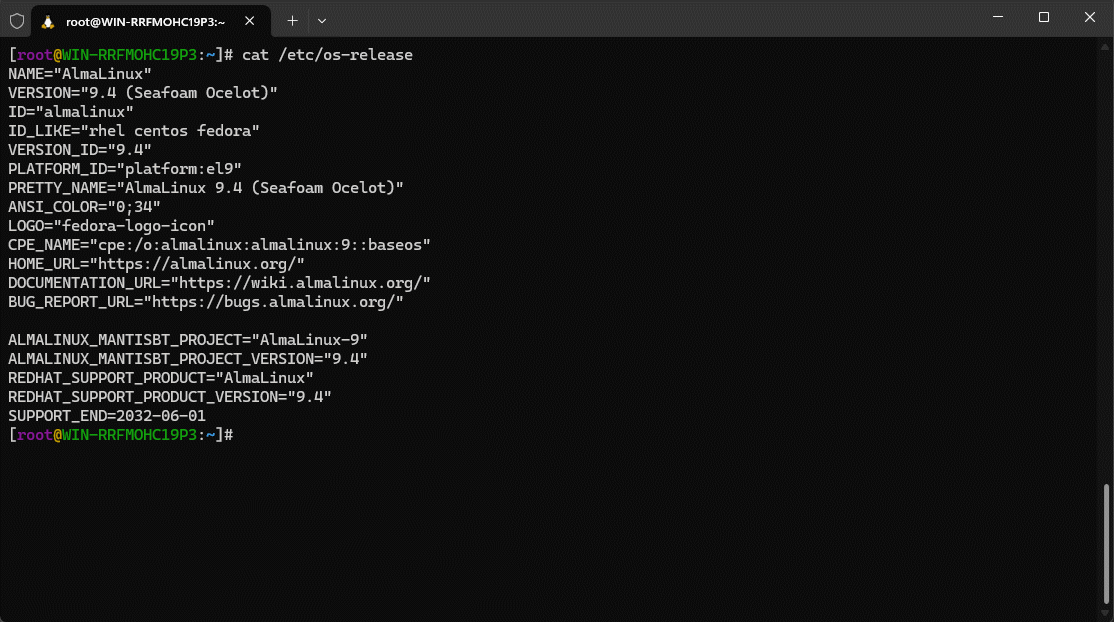 root@WIN-RRFMOHC19P3:~
[root@WIN-RRFMOHC19P3:~]# cat /etc/os-release
NAME="AlmaLinux"
VERSION="9.4 (Seafoam Ocelot)"
ID="almalinux"
ID_LIKE="rhel centos fedora"
VERSION_ID="9.4"
PLATFORM_ID="platform:el9"
PRETTY_NAME="AlmaLinux 9.4 (Seafoam Ocelot)"
ANSI_COLOR="0;34"
LOGO="fedora-logo-icon"
CPE_NAME="cpe:/o:almalinux:almalinux:9::baseos"
HOME_URL="https://almalinux.org/"
DOCUMENTATION_URL="https://wiki.almalinux.org/"
BUG_REPORT_URL="https://bugs.almalinux.org/"

ALMALINUX_MANTISBT_PROJECT="AlmaLinux-9"
ALMALINUX_MANTISBT_PROJECT_VERSION="9.4"
REDHAT_SUPPORT_PRODUCT="AlmaLinux"
REDHAT_SUPPORT_PRODUCT_VERSION="9.4"
SUPPORT_END=2032-06-01
[root@WIN-RRFMOHC19P3:~]#